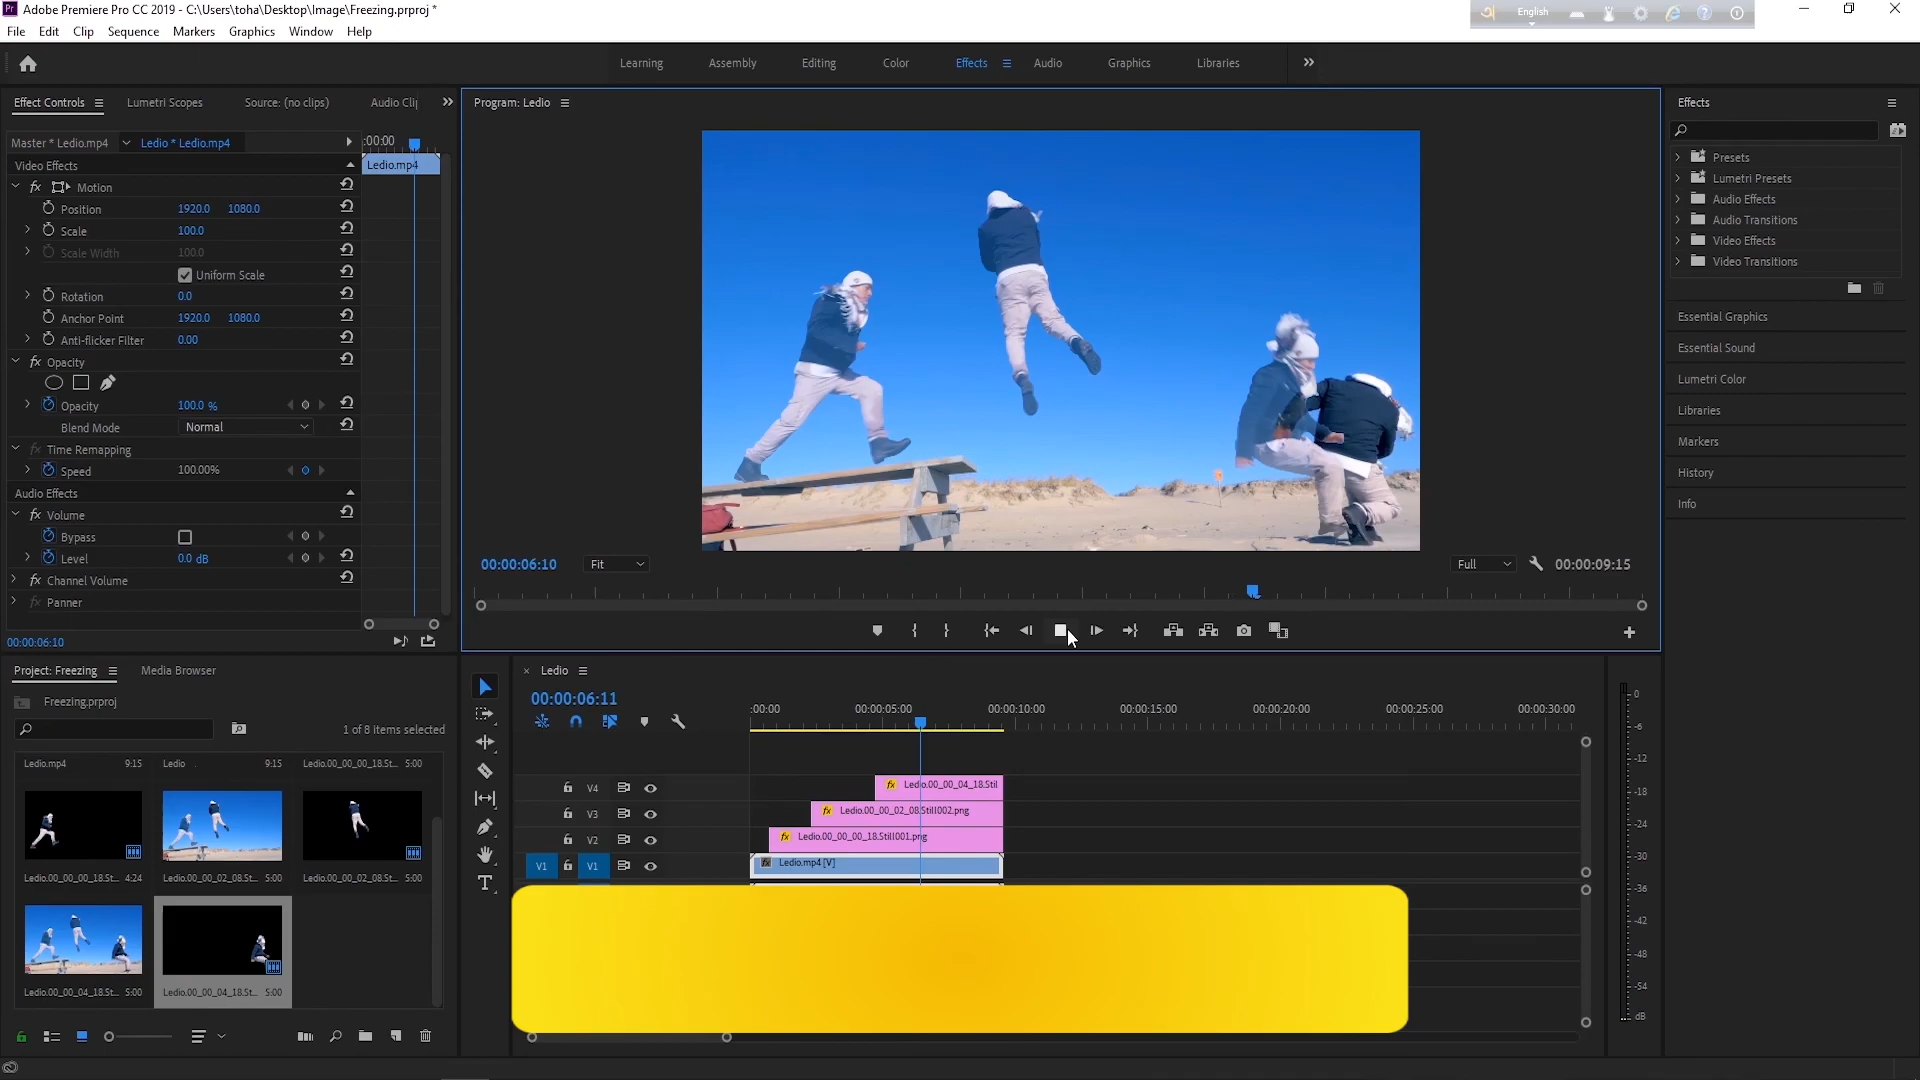 Adobe Premiere Pro CC 2019 - C:\Users\toha\Desktop\Image\Freezing.prproj *
English
File Edit Clip Sequence Markers Graphics Window Help
Learning Assembly Editing Color Effects Audio Graphics Libraries
Effect Controls Lumetri Scopes Source: (no clips) Audio Cli
Master * Ledio.mp4 Ledio * Ledio.mp4 :00:00
Video Effects Ledio.mp4
fx Motion
Position 1920.0 1080.0
Scale 100.0
Scale Width 100.0
Uniform Scale
Rotation 0.0
Anchor Point 1920.0 1080.0
Anti-flicker Filter 0.00
fx Opacity
Opacity 100.0 %
Blend Mode Normal
fx Time Remapping
Speed 100.00%
Audio Effects
fx Volume
Bypass
Level 0.0 dB
fx Channel Volume
fx Panner
00:00:06:10
Program: Ledio
00:00:06:10 Fit Full 00:00:09:15
Effects
Presets
Lumetri Presets
Audio Effects
Audio Transitions
Video Effects
Video Transitions
Essential Graphics
Essential Sound
Lumetri Color
Libraries
Markers
History
Info
Project: Freezing Media Browser
Freezing.prproj
1 of 8 items selected
Ledio.mp4 9:15 Ledio 9:15 Ledio.00_00_00_18.St... 5:00
Ledio.00_00_00_18.St... 4:24 Ledio.00_00_02_08.St... 5:00 Ledio.00_00_02_08.St... 5:00
Ledio.00_00_04_18.St... 5:00 Ledio.00_00_04_18.St... 5:00
Ledio
00:00:06:11
:00:00 00:00:05:00 00:00:10:00 00:00:15:00 00:00:20:00 00:00:25:00 00:00:30:00
V4 fx Ledio.00_00_04_18.Stil
V3 fx Ledio.00_00_02_08.Still002.png
V2 fx Ledio.00_00_00_18.Still001.png
V1 V1 fx Ledio.mp4 [V]
0
-6
-12
-18
-24
-30
-36
-42
-48
-54
dB